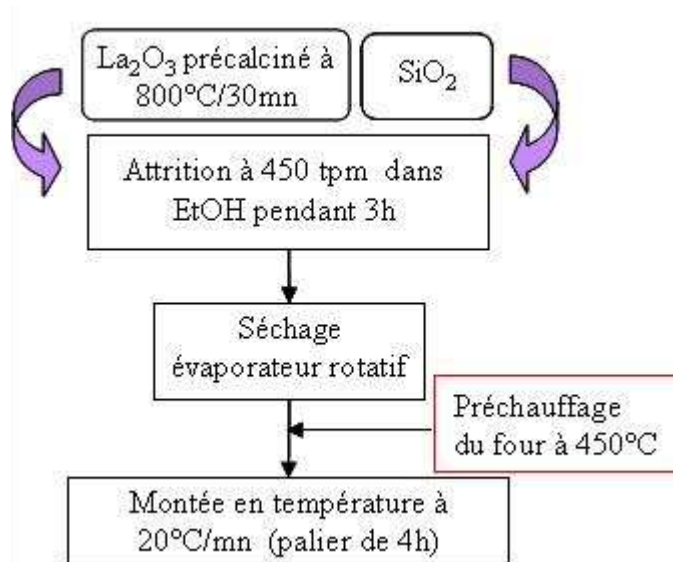 La₂O₃ précalciné à
800°C/30mn
SiO₂
Attrition à 450 tpm dans
EtOH pendant 3h
Séchage
évaporateur rotatif
Préchauffage
du four à 450°C
Montée en température à
20°C/mn (palier de 4h)